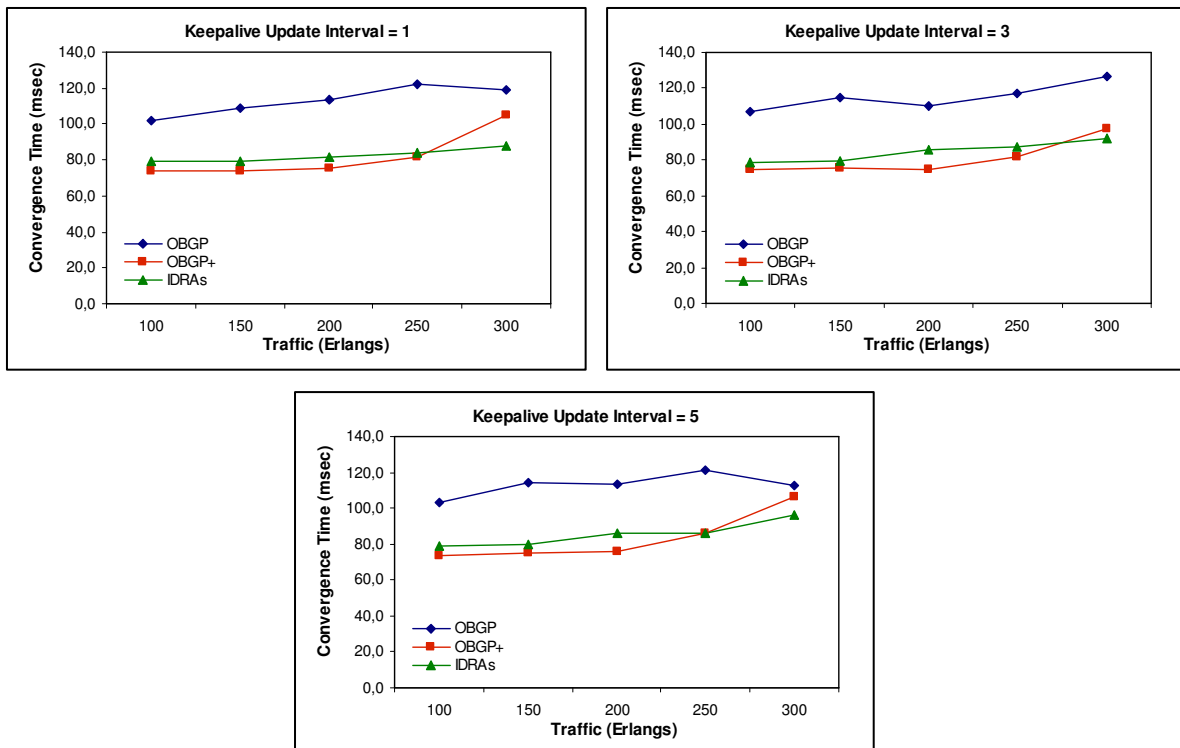 Keepalive Update Interval = 1
Convergence Time (msec)
140,0
120,0
100,0
80,0
60,0
40,0
20,0
0,0
OBGP
OBGP+
IDRAs
100 150 200 250 300
Traffic (Erlangs)
Keepalive Update Interval = 3
Convergence Time (msec)
140,0
120,0
100,0
80,0
60,0
40,0
20,0
0,0
OBGP
OBGP+
IDRAs
100 150 200 250 300
Traffic (Erlangs)
Keepalive Update Interval = 5
Convergence Time (msec)
140,0
120,0
100,0
80,0
60,0
40,0
20,0
0,0
OBGP
OBGP+
IDRAs
100 150 200 250 300
Traffic (Erlangs)